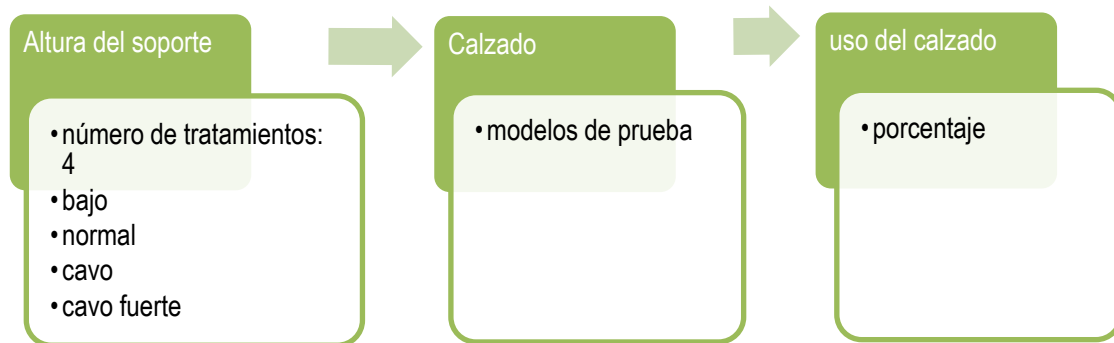 Altura del soporte
•número de tratamientos:
4
•bajo
•normal
•cavo
•cavo fuerte
Calzado
•modelos de prueba
uso del calzado
•porcentaje